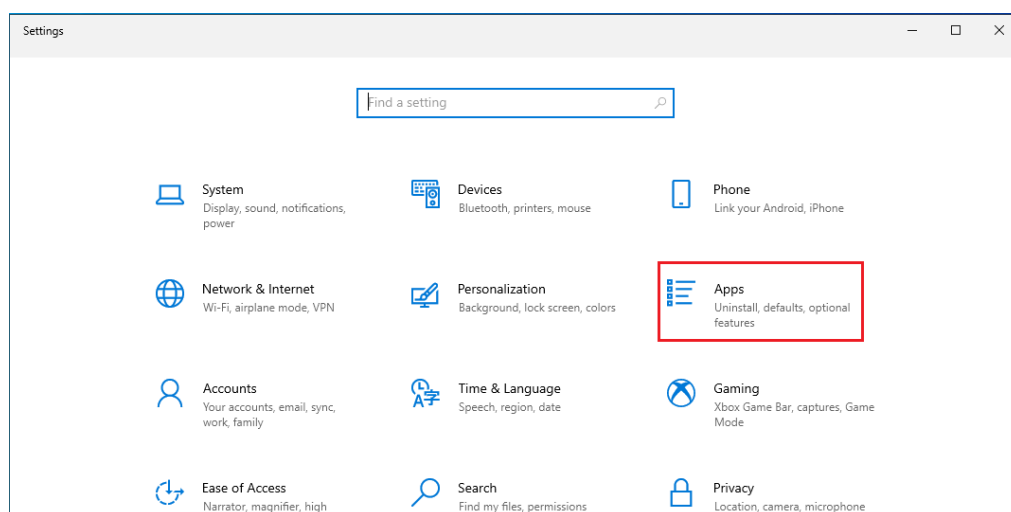 Settings
Find a setting
System
Display, sound, notifications,
power
Devices
Bluetooth, printers, mouse
Phone
Link your Android, iPhone
Network & Internet
Wi-Fi, airplane mode, VPN
Personalization
Background, lock screen, colors
Apps
Uninstall, defaults, optional
features
Accounts
Your accounts, email, sync,
work, family
Time & Language
Speech, region, date
Gaming
Xbox Game Bar, captures, Game
Mode
Ease of Access
Narrator, magnifier, high
Search
Find my files, permissions
Privacy
Location, camera, microphone